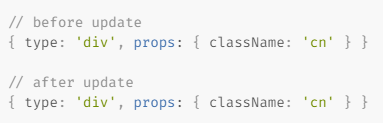 // before update
{ type: 'div', props: { className: 'cn' } }
// after update
{ type: 'div', props: { className: 'cn' } }